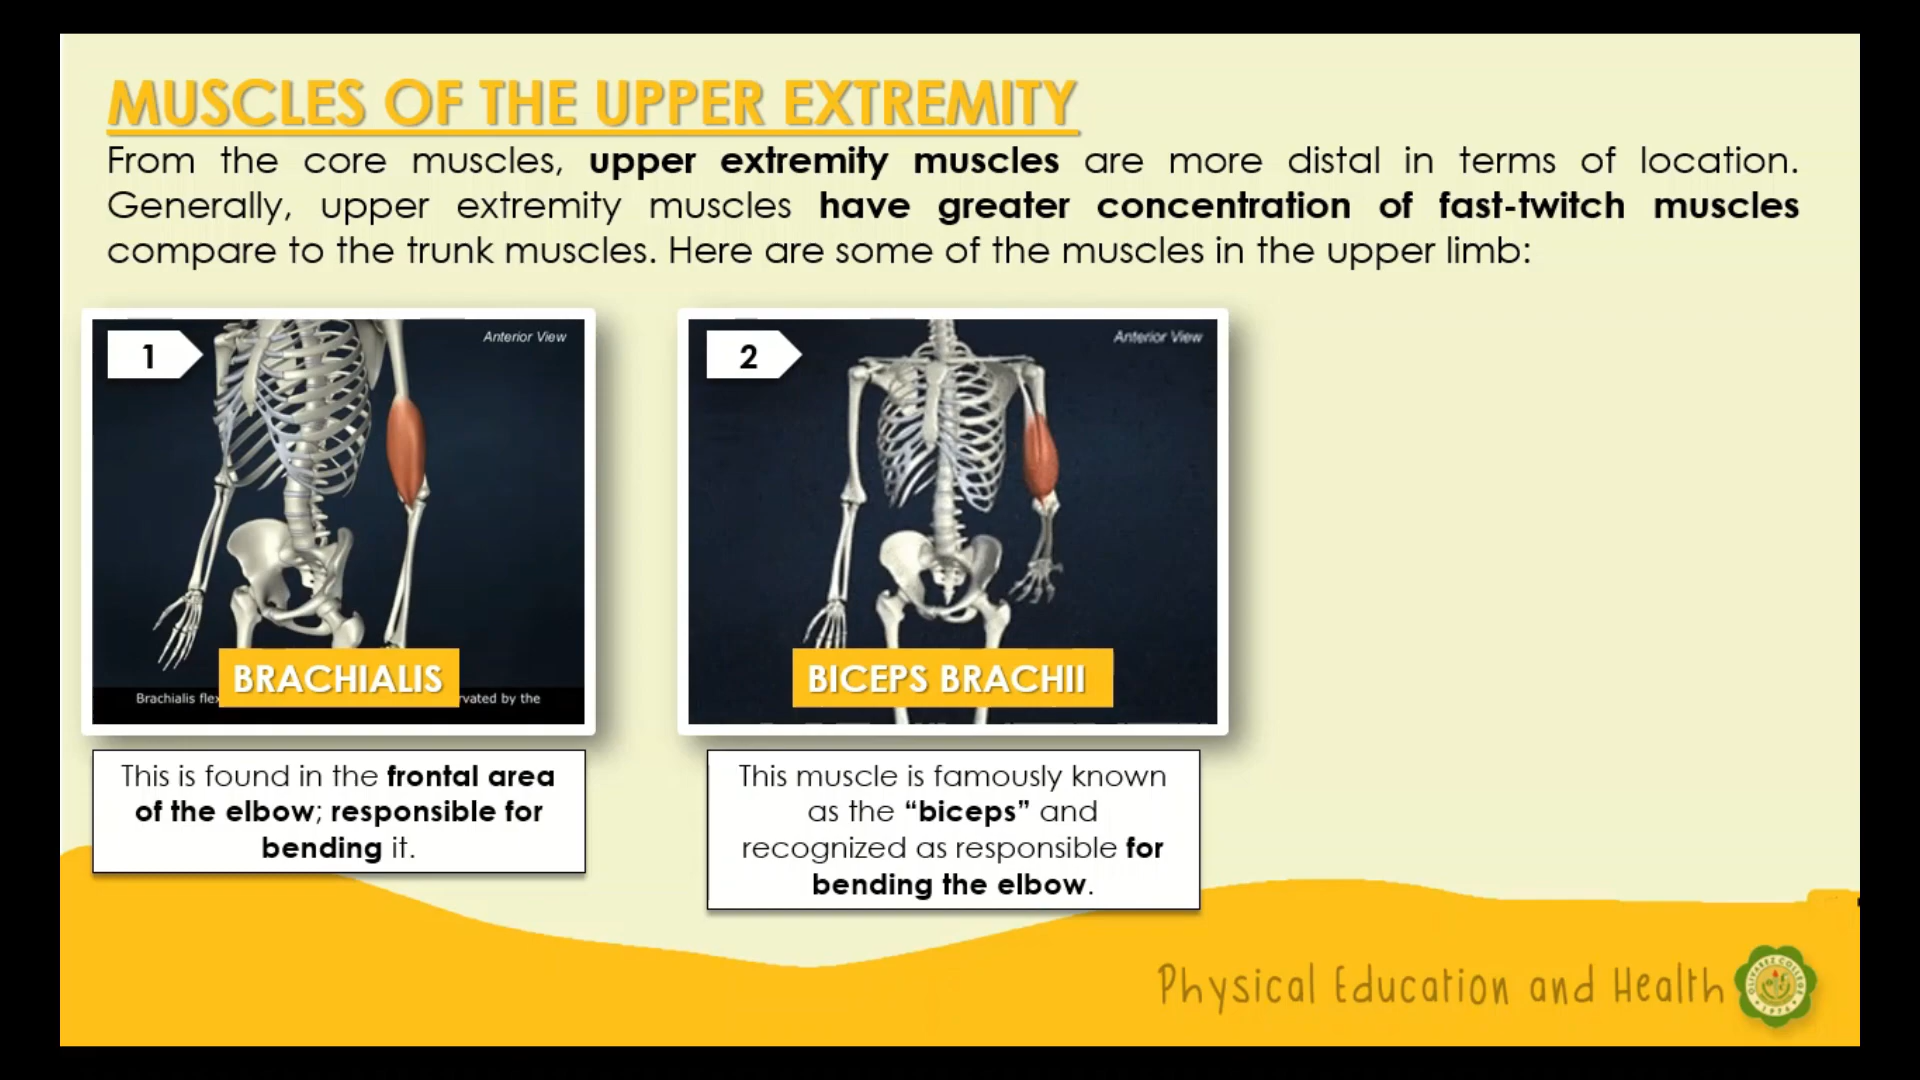 MUSCLES OF THE UPPER EXTREMITY
From the core muscles, upper extremity muscles are more distal in terms of location.
Generally, upper extremity muscles have greater concentration of fast-twitch muscles
compare to the trunk muscles. Here are some of the muscles in the upper limb:
1
Anterior View
BRACHIALIS
Brachialis flex vated by the
This is found in the frontal area
of the elbow; responsible for
bending it.
2
Anterior View
BICEPS BRACHII
This muscle is famously known
as the “biceps” and
recognized as responsible for
bending the elbow.
Physical Education and Health
OLIVAREZ COLLEGE
1976